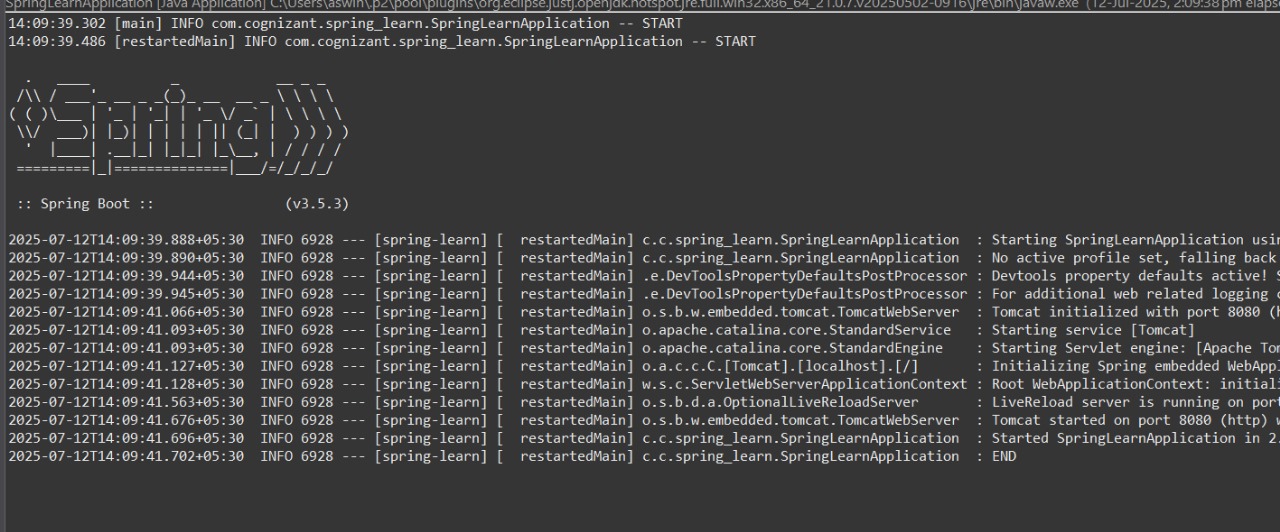 SpringLearnApplication [Java Application] C:\Users\aswin\.p2\pool\plugins\org.eclipse.justj.openjdk.hotspot.jre.full.win32.x86_64_21.0.7.v20250502-0916\jre\bin\javaw.exe (12-Jul-2025, 2:09:38 pm elaps
14:09:39.302 [main] INFO com.cognizant.spring_learn.SpringLearnApplication -- START
14:09:39.486 [restartedMain] INFO com.cognizant.spring_learn.SpringLearnApplication -- START
Spring
:: Spring Boot :: (v3.5.3)
2025-07-12T14:09:39.888+05:30 INFO 6928 --- [spring-learn] [ restartedMain] c.c.spring_learn.SpringLearnApplication : Starting SpringLearnApplication usin
2025-07-12T14:09:39.890+05:30 INFO 6928 --- [spring-learn] [ restartedMain] c.c.spring_learn.SpringLearnApplication : No active profile set, falling back
2025-07-12T14:09:39.944+05:30 INFO 6928 --- [spring-learn] [ restartedMain] .e.DevToolsPropertyDefaultsPostProcessor : Devtools property defaults active! S
2025-07-12T14:09:39.945+05:30 INFO 6928 --- [spring-learn] [ restartedMain] .e.DevToolsPropertyDefaultsPostProcessor : For additional web related logging c
2025-07-12T14:09:41.066+05:30 INFO 6928 --- [spring-learn] [ restartedMain] o.s.b.w.embedded.tomcat.TomcatWebServer : Tomcat initialized with port 8080 (h
2025-07-12T14:09:41.093+05:30 INFO 6928 --- [spring-learn] [ restartedMain] o.apache.catalina.core.StandardService : Starting service [Tomcat]
2025-07-12T14:09:41.093+05:30 INFO 6928 --- [spring-learn] [ restartedMain] o.apache.catalina.core.StandardEngine : Starting Servlet engine: [Apache Tom
2025-07-12T14:09:41.127+05:30 INFO 6928 --- [spring-learn] [ restartedMain] o.a.c.c.C.[Tomcat].[localhost].[/] : Initializing Spring embedded WebAppl
2025-07-12T14:09:41.128+05:30 INFO 6928 --- [spring-learn] [ restartedMain] w.s.c.ServletWebServerApplicationContext : Root WebApplicationContext: initiali
2025-07-12T14:09:41.563+05:30 INFO 6928 --- [spring-learn] [ restartedMain] o.s.b.d.a.OptionalLiveReloadServer : LiveReload server is running on port
2025-07-12T14:09:41.676+05:30 INFO 6928 --- [spring-learn] [ restartedMain] o.s.b.w.embedded.tomcat.TomcatWebServer : Tomcat started on port 8080 (http) w
2025-07-12T14:09:41.696+05:30 INFO 6928 --- [spring-learn] [ restartedMain] c.c.spring_learn.SpringLearnApplication : Started SpringLearnApplication in 2.
2025-07-12T14:09:41.702+05:30 INFO 6928 --- [spring-learn] [ restartedMain] c.c.spring_learn.SpringLearnApplication : END